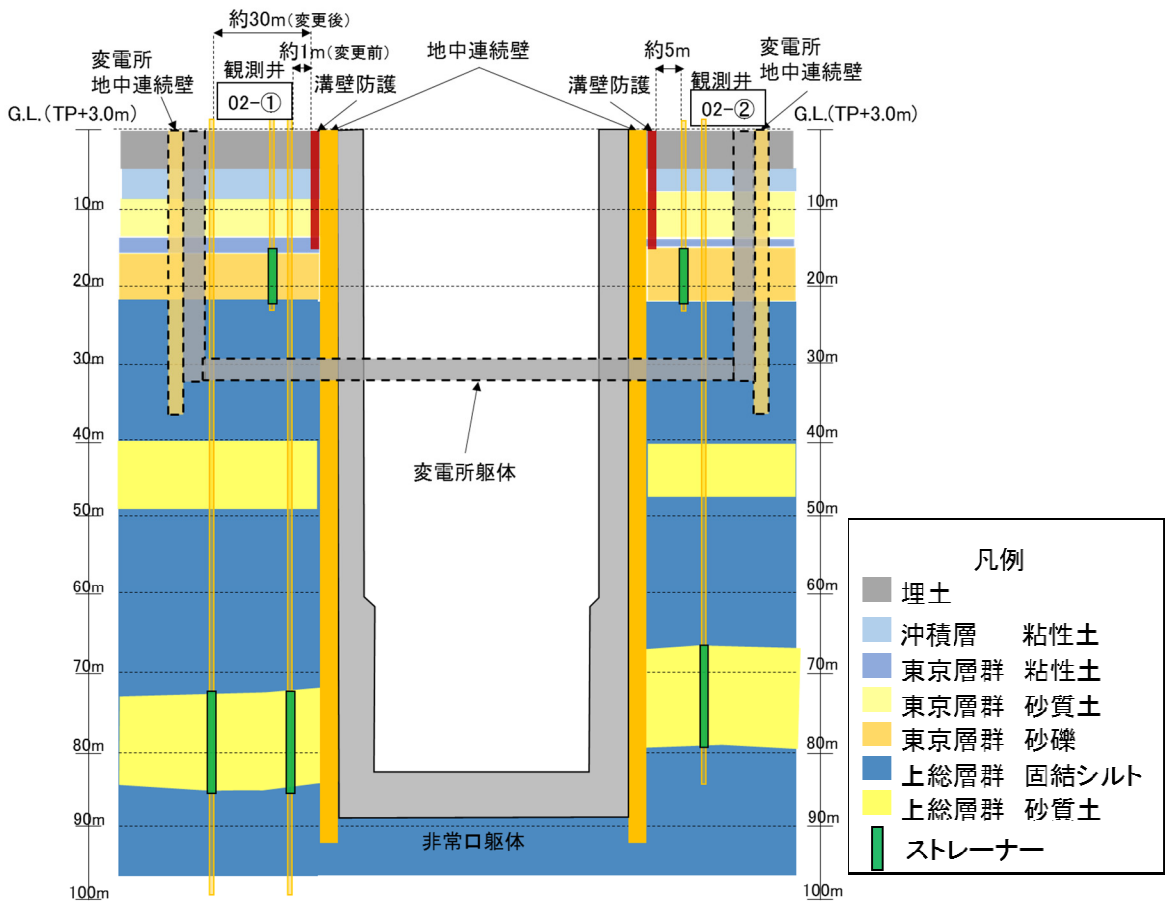 約30m(変更後)
変電所
地中連続壁
約1m(変更前)
観測井
02-①
溝壁防護
地中連続壁
溝壁防護
約5m
観測井
02-②
変電所
地中連続壁
G.L.(TP+3.0m)
G.L.(TP+3.0m)
10m
10m
20m
20m
30m
30m
40m
40m
変電所躯体
50m
50m
60m
60m
70m
70m
80m
80m
90m
90m
非常口躯体
100m
100m
凡例
埋土
沖積層 粘性土
東京層群 粘性土
東京層群 砂質土
東京層群 砂礫
上総層群 固結シルト
上総層群 砂質土
ストレーナー